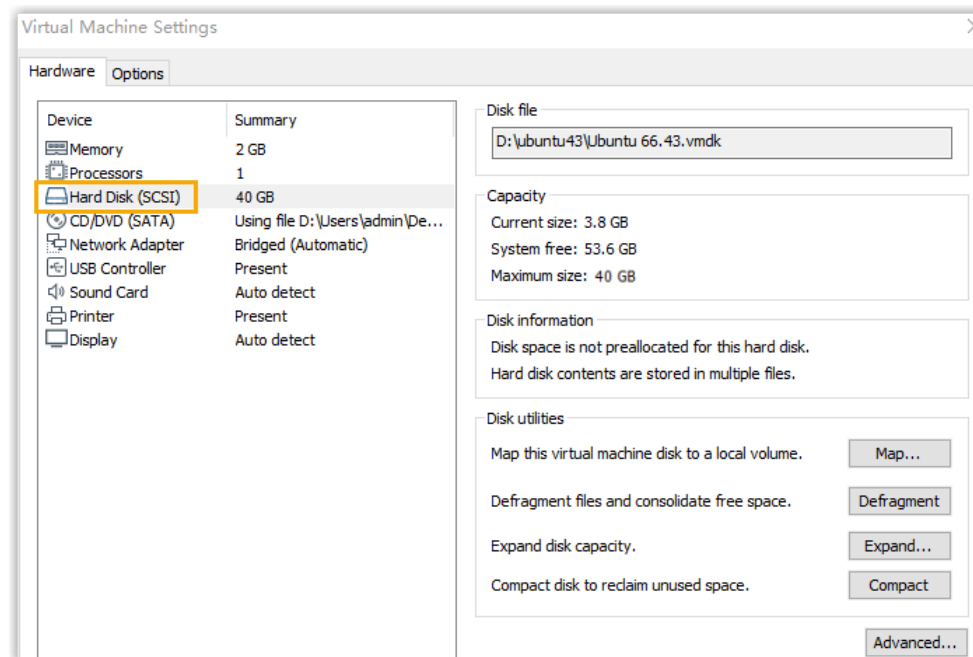 Virtual Machine Settings
Hardware Options
Device Summary
Memory 2 GB
Processors 1
Hard Disk (SCSI) 40 GB
CD/DVD (SATA) Using file D:\Users\admin\De...
Network Adapter Bridged (Automatic)
USB Controller Present
Sound Card Auto detect
Printer Present
Display Auto detect
Disk file
D:\ubuntu43\Ubuntu 66.43.vmdk
Capacity
Current size: 3.8 GB
System free: 53.6 GB
Maximum size: 40 GB
Disk information
Disk space is not preallocated for this hard disk.
Hard disk contents are stored in multiple files.
Disk utilities
Map this virtual machine disk to a local volume. Map...
Defragment files and consolidate free space. Defragment
Expand disk capacity. Expand...
Compact disk to reclaim unused space. Compact
Advanced...